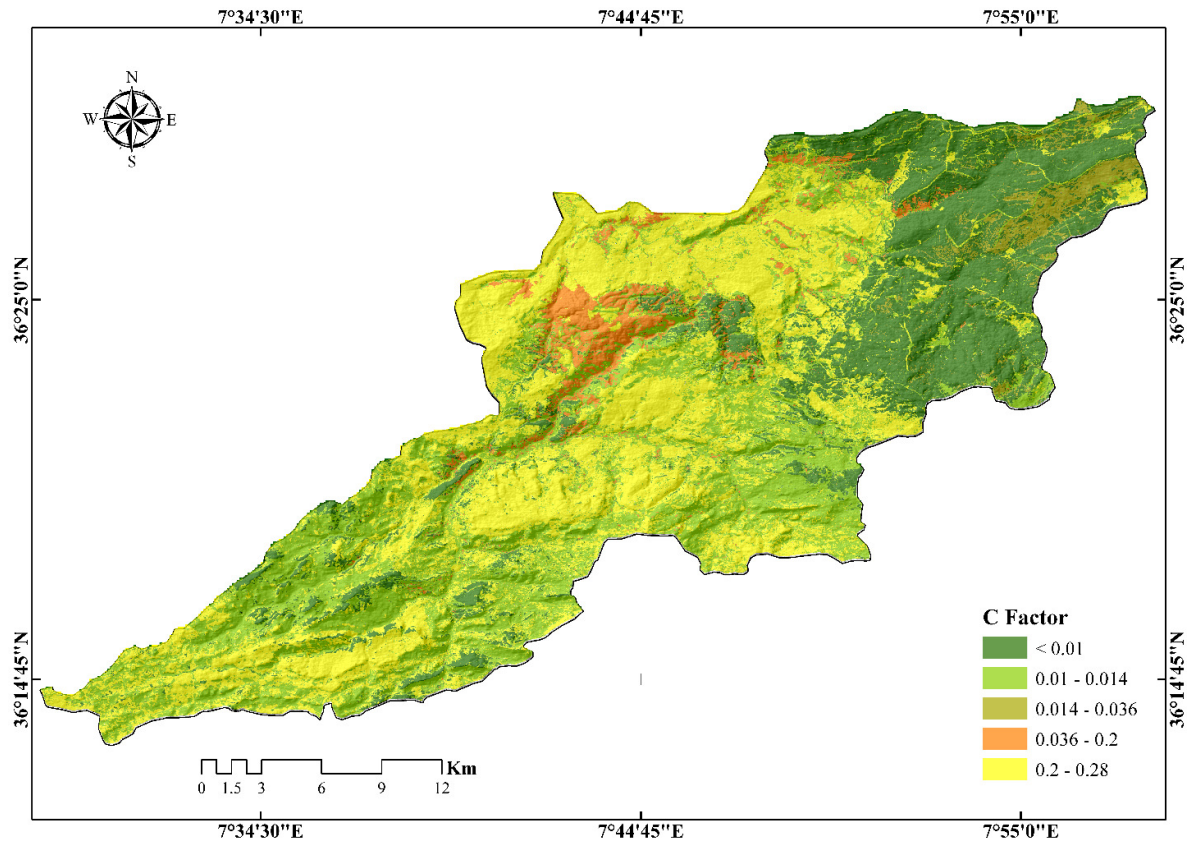 7°34'30"E 7°44'45"E 7°55'0"E
N
W E
S
36°25'0"N 36°25'0"N
36°14'45"N 36°14'45"N
C Factor
< 0.01
0.01 - 0.014
0.014 - 0.036
0.036 - 0.2
0.2 - 0.28
Km
0 1.5 3 6 9 12
7°34'30"E 7°44'45"E 7°55'0"E